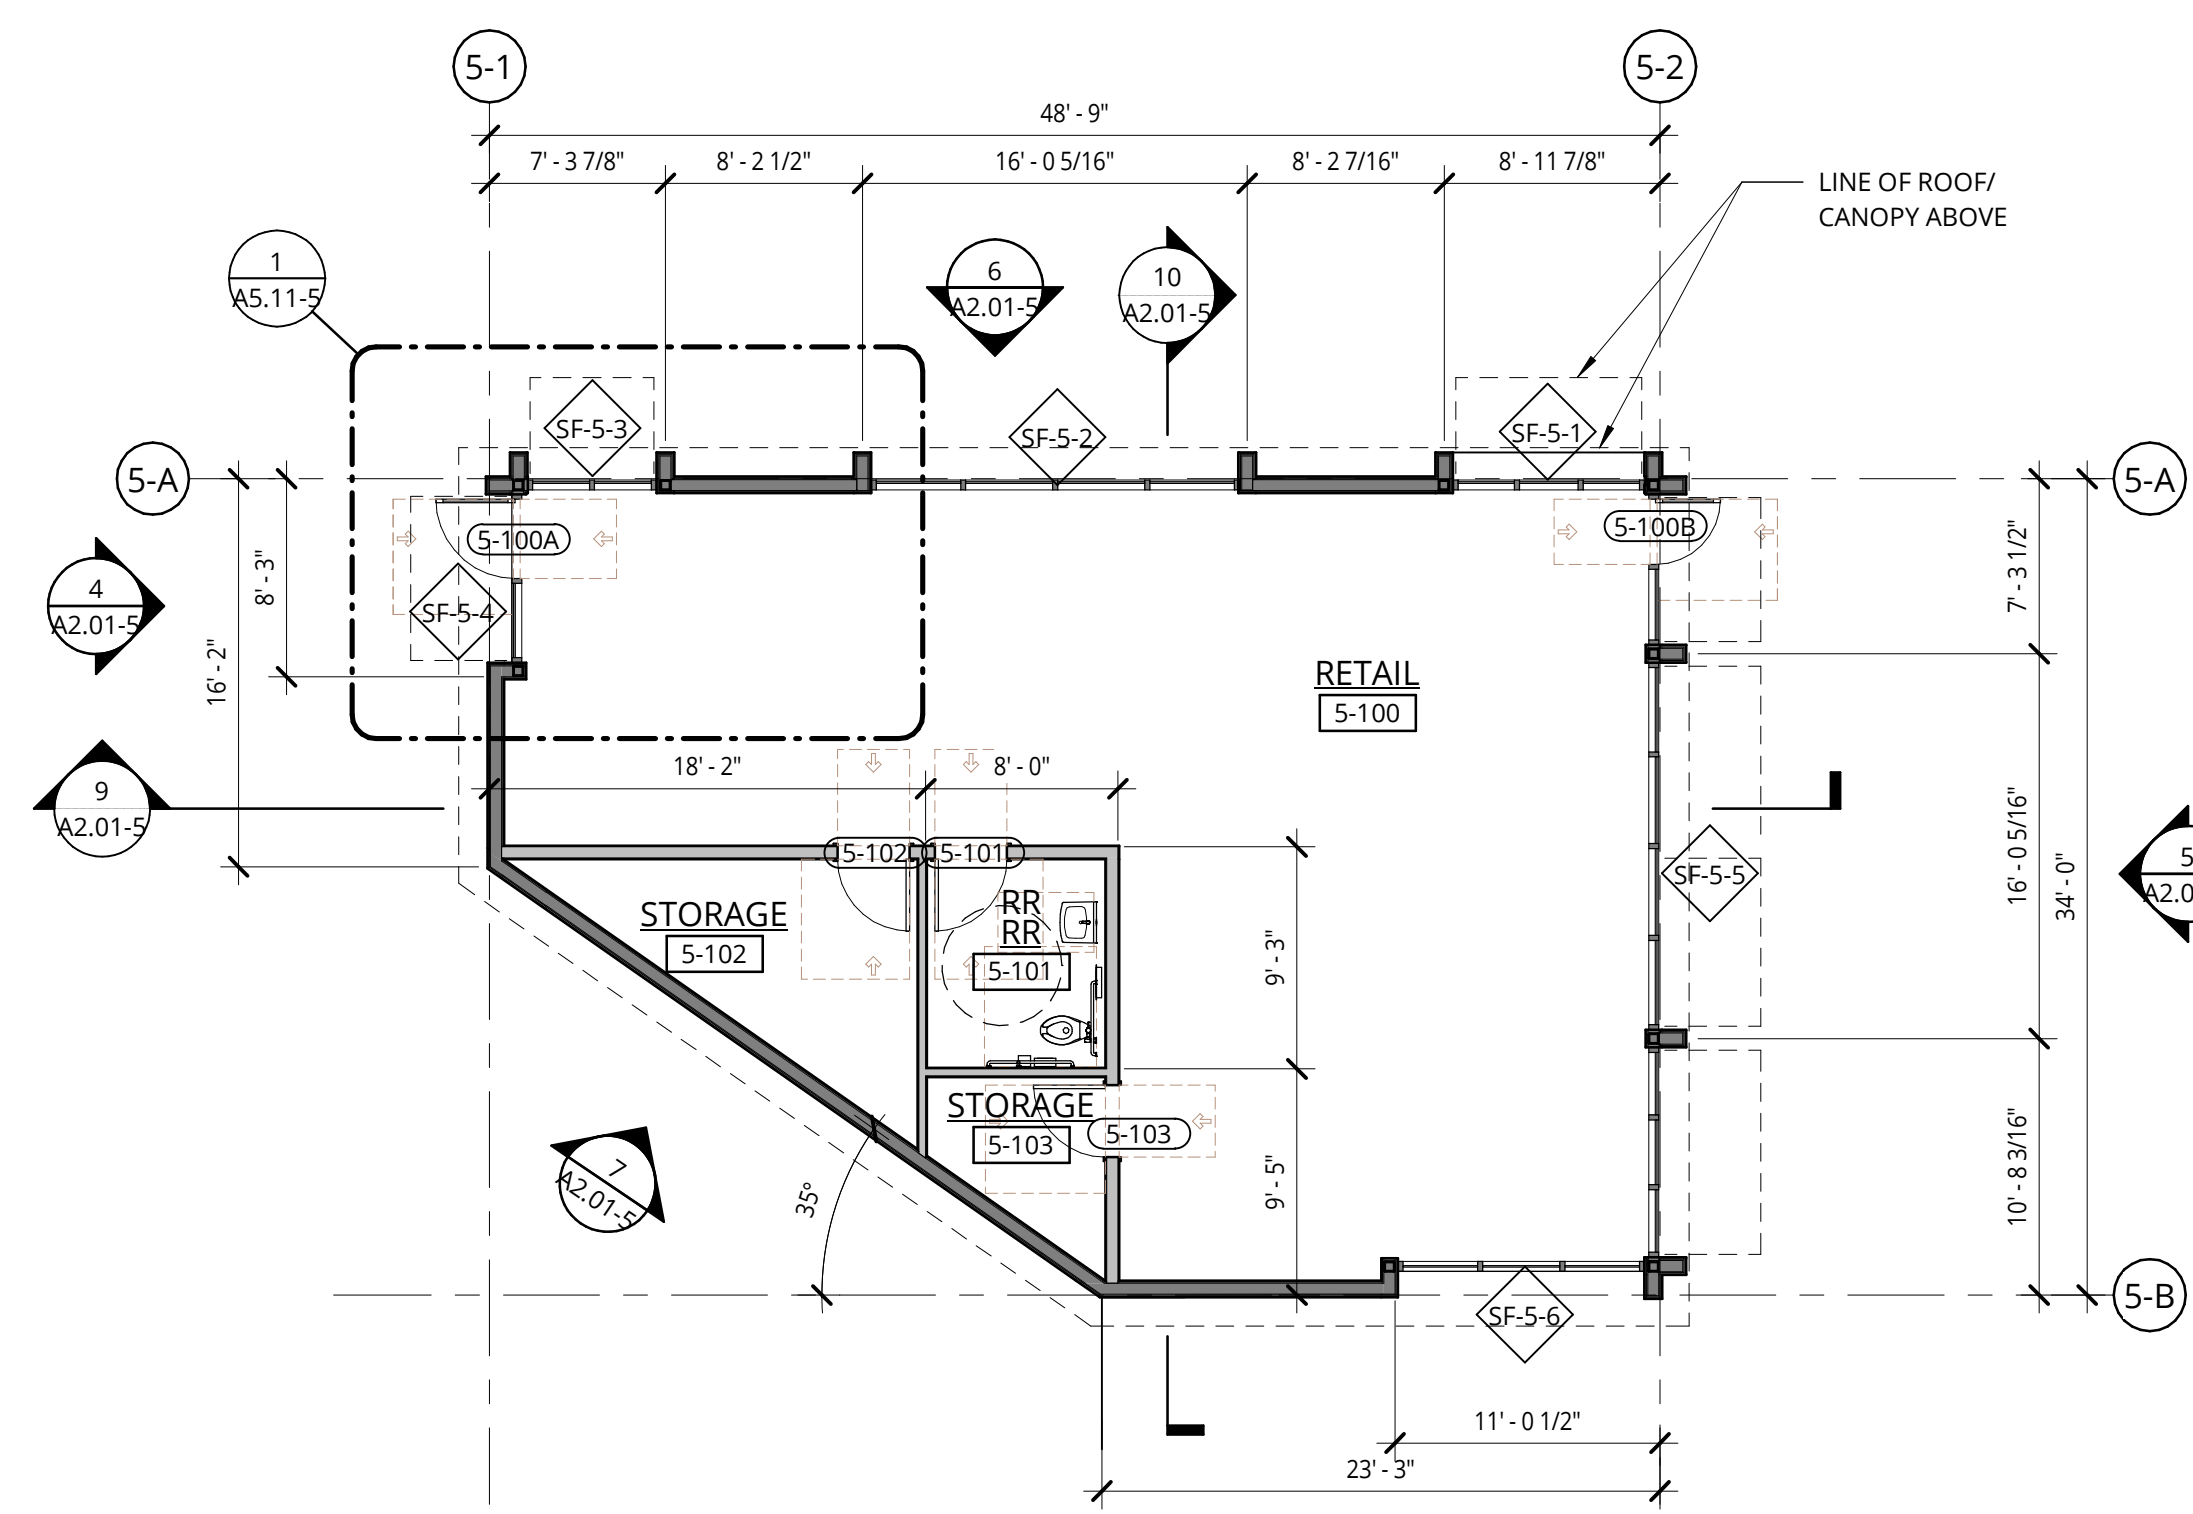 5-1
5-2
48' - 9"
7' - 3 7/8"
8' - 2 1/2"
16' - 0 5/16"
8' - 2 7/16"
8' - 11 7/8"
LINE OF ROOF/
CANOPY ABOVE
1
A5.11-5
6
A2.01-5
10
A2.01-5
SF-5-3
SF-5-2
SF-5-1
5-A
5-A
5-100A
5-100B
8' - 3"
7' - 3 1/2"
4
A2.01-5
SF-5-4
16' - 2"
RETAIL
5-100
18' - 2"
8' - 0"
9
A2.01-5
5-102
5-101
16' - 0 5/16"
34' - 0"
SF-5-5
5
A2.0
STORAGE
5-102
RR
RR
5-101
9' - 3"
STORAGE
5-103
5-103
7
A2.01-5
35°
9' - 5"
10' - 8 3/16"
5-B
SF-5-6
11' - 0 1/2"
23' - 3"